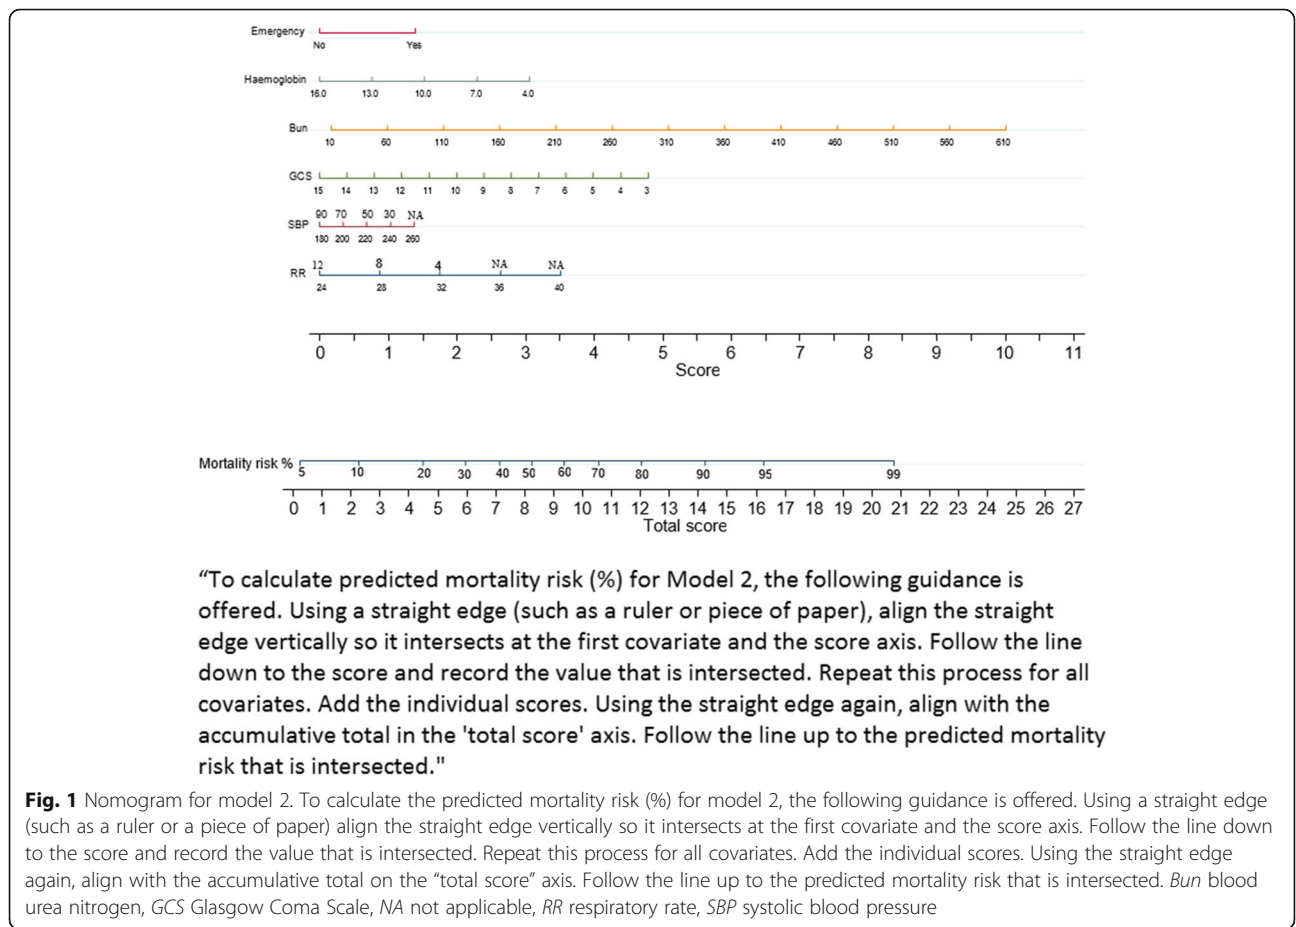 Emergency
No Yes
Haemoglobin
16.0 13.0 10.0 7.0 4.0
Bun
10 60 110 160 210 260 310 360 410 460 510 560 610
GCS
15 14 13 12 11 10 9 8 7 6 5 4 3
90 70 50 30 NA
SBP
180 200 220 240 260
12 8 4 NA NA
RR
24 28 32 36 40
0 1 2 3 4 5 6 7 8 9 10 11
Score
Mortality risk %
5 10 20 30 40 50 60 70 80 90 95 99
0 1 2 3 4 5 6 7 8 9 10 11 12 13 14 15 16 17 18 19 20 21 22 23 24 25 26 27
Total score
“To calculate predicted mortality risk (%) for Model 2, the following guidance is
offered. Using a straight edge (such as a ruler or piece of paper), align the straight
edge vertically so it intersects at the first covariate and the score axis. Follow the line
down to the score and record the value that is intersected. Repeat this process for all
covariates. Add the individual scores. Using the straight edge again, align with the
accumulative total in the 'total score' axis. Follow the line up to the predicted mortality
risk that is intersected."
Fig. 1 Nomogram for model 2. To calculate the predicted mortality risk (%) for model 2, the following guidance is offered. Using a straight edge
(such as a ruler or a piece of paper) align the straight edge vertically so it intersects at the first covariate and the score axis. Follow the line down
to the score and record the value that is intersected. Repeat this process for all covariates. Add the individual scores. Using the straight edge
again, align with the accumulative total on the “total score” axis. Follow the line up to the predicted mortality risk that is intersected. Bun blood
urea nitrogen, GCS Glasgow Coma Scale, NA not applicable, RR respiratory rate, SBP systolic blood pressure